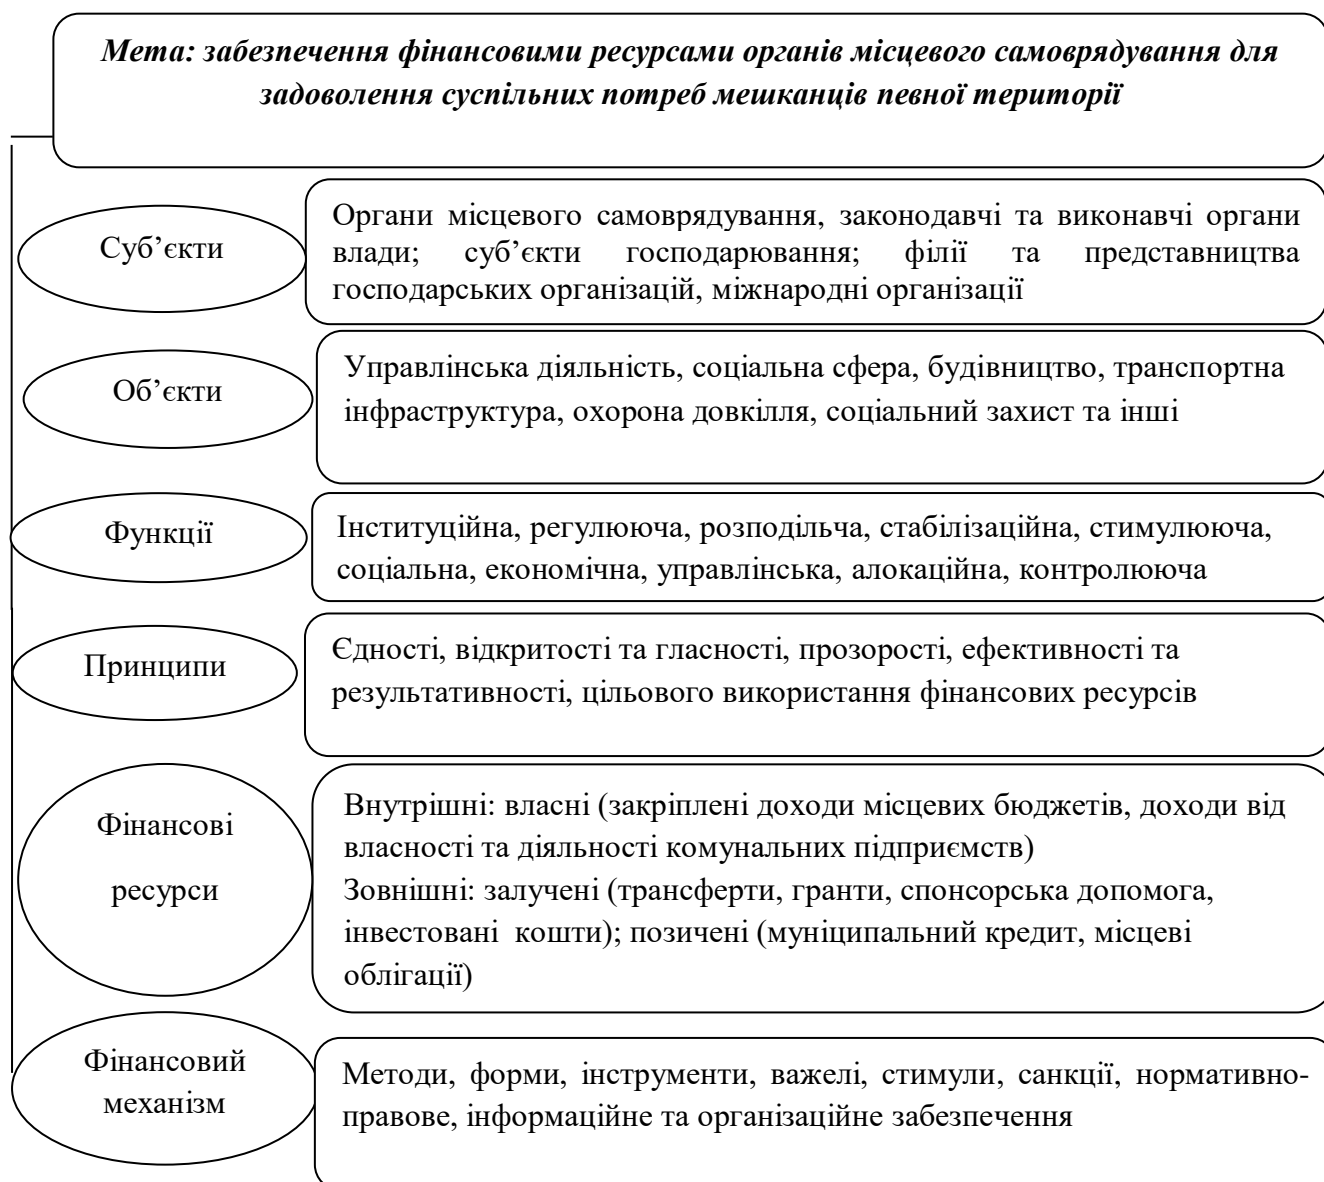 Мета: забезпечення фінансовими ресурсами органів місцевого самоврядування для
задоволення суспільних потреб мешканців певної території
Суб’єкти
Органи місцевого самоврядування, законодавчі та виконавчі органи
влади; суб’єкти господарювання; філії та представництва
господарських організацій, міжнародні організації
Об’єкти
Управлінська діяльність, соціальна сфера, будівництво, транспортна
інфраструктура, охорона довкілля, соціальний захист та інші
Функції
Інституційна, регулююча, розподільча, стабілізаційна, стимулююча,
соціальна, економічна, управлінська, алокаційна, контролююча
Принципи
Єдності, відкритості та гласності, прозорості, ефективності та
результативності, цільового використання фінансових ресурсів
Фінансові
ресурси
Внутрішні: власні (закріплені доходи місцевих бюджетів, доходи від
власності та діяльності комунальних підприємств)
Зовнішні: залучені (трансферти, гранти, спонсорська допомога,
інвестовані кошти); позичені (муніципальний кредит, місцеві
облігації)
Фінансовий
механізм
Методи, форми, інструменти, важелі, стимули, санкції, нормативно-
правове, інформаційне та організаційне забезпечення